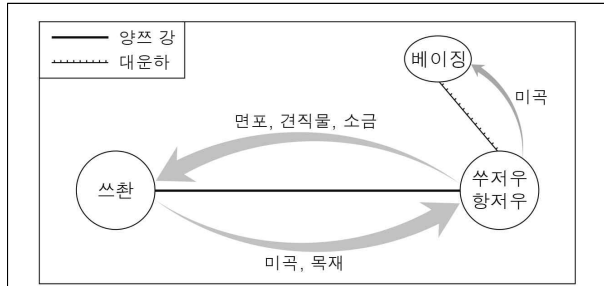 양쯔 강
대운하
베이징
미곡
면포, 견직물, 소금
쓰촨
쑤저우
항저우
미곡, 목재